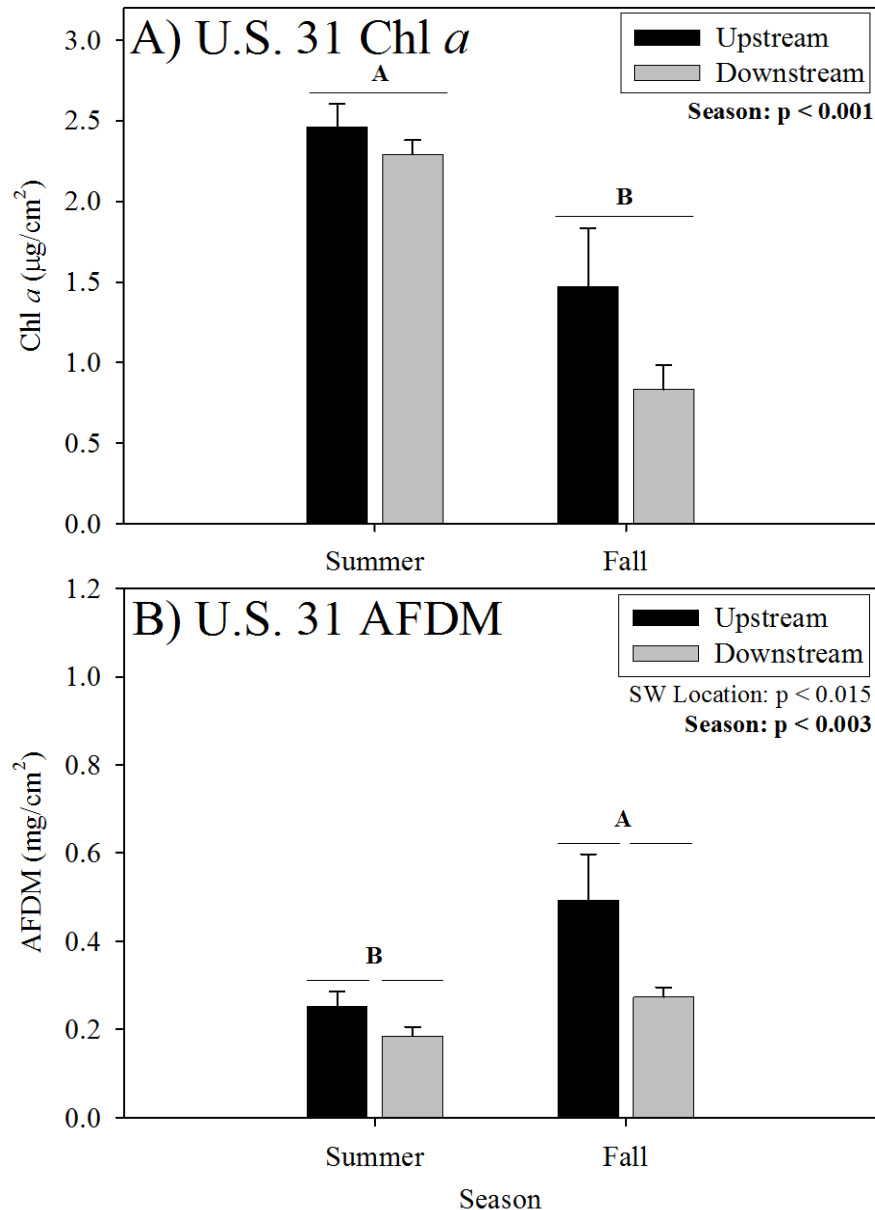 A) U.S. 31 Chl a
Upstream
Downstream
Season: p < 0.001
A
B
3.0
2.5
2.0
1.5
1.0
0.5
0.0
Chl a (μg/cm²)
Summer Fall
B) U.S. 31 AFDM
Upstream
Downstream
SW Location: p < 0.015
Season: p < 0.003
A
B
1.2
1.0
0.8
0.6
0.4
0.2
0.0
AFDM (mg/cm²)
Summer Fall
Season